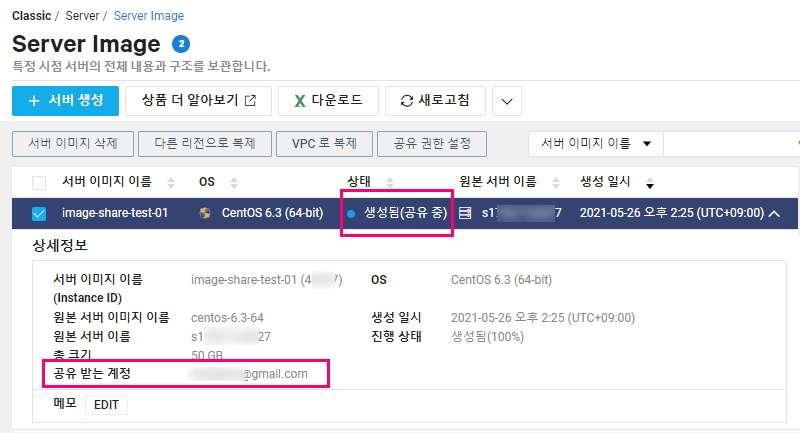 Classic / Server / Server Image
Server Image 2
특정 시점 서버의 전체 내용과 구조를 보관합니다.
+ 서버 생성 상품 더 알아보기 X 다운로드 새로고침
서버 이미지 삭제 다른 리전으로 복제 VPC 로 복제 공유 권한 설정 서버 이미지 이름
서버 이미지 이름 OS 상태 원본 서버 이름 생성 일시
image-share-test-01 CentOS 6.3 (64-bit) 생성됨(공유 중) 2021-05-26 오후 2:25 (UTC+09:00)
상세정보
서버 이미지 이름 image-share-test-01 OS CentOS 6.3 (64-bit)
(Instance ID)
원본 서버 이미지 이름 centos-6.3-64 생성 일시 2021-05-26 오후 2:25 (UTC+09:00)
원본 서버 이름 진행 상태 생성됨(100%)
총 크기 50 GB
공유 받는 계정 @gmail.com
메모 EDIT